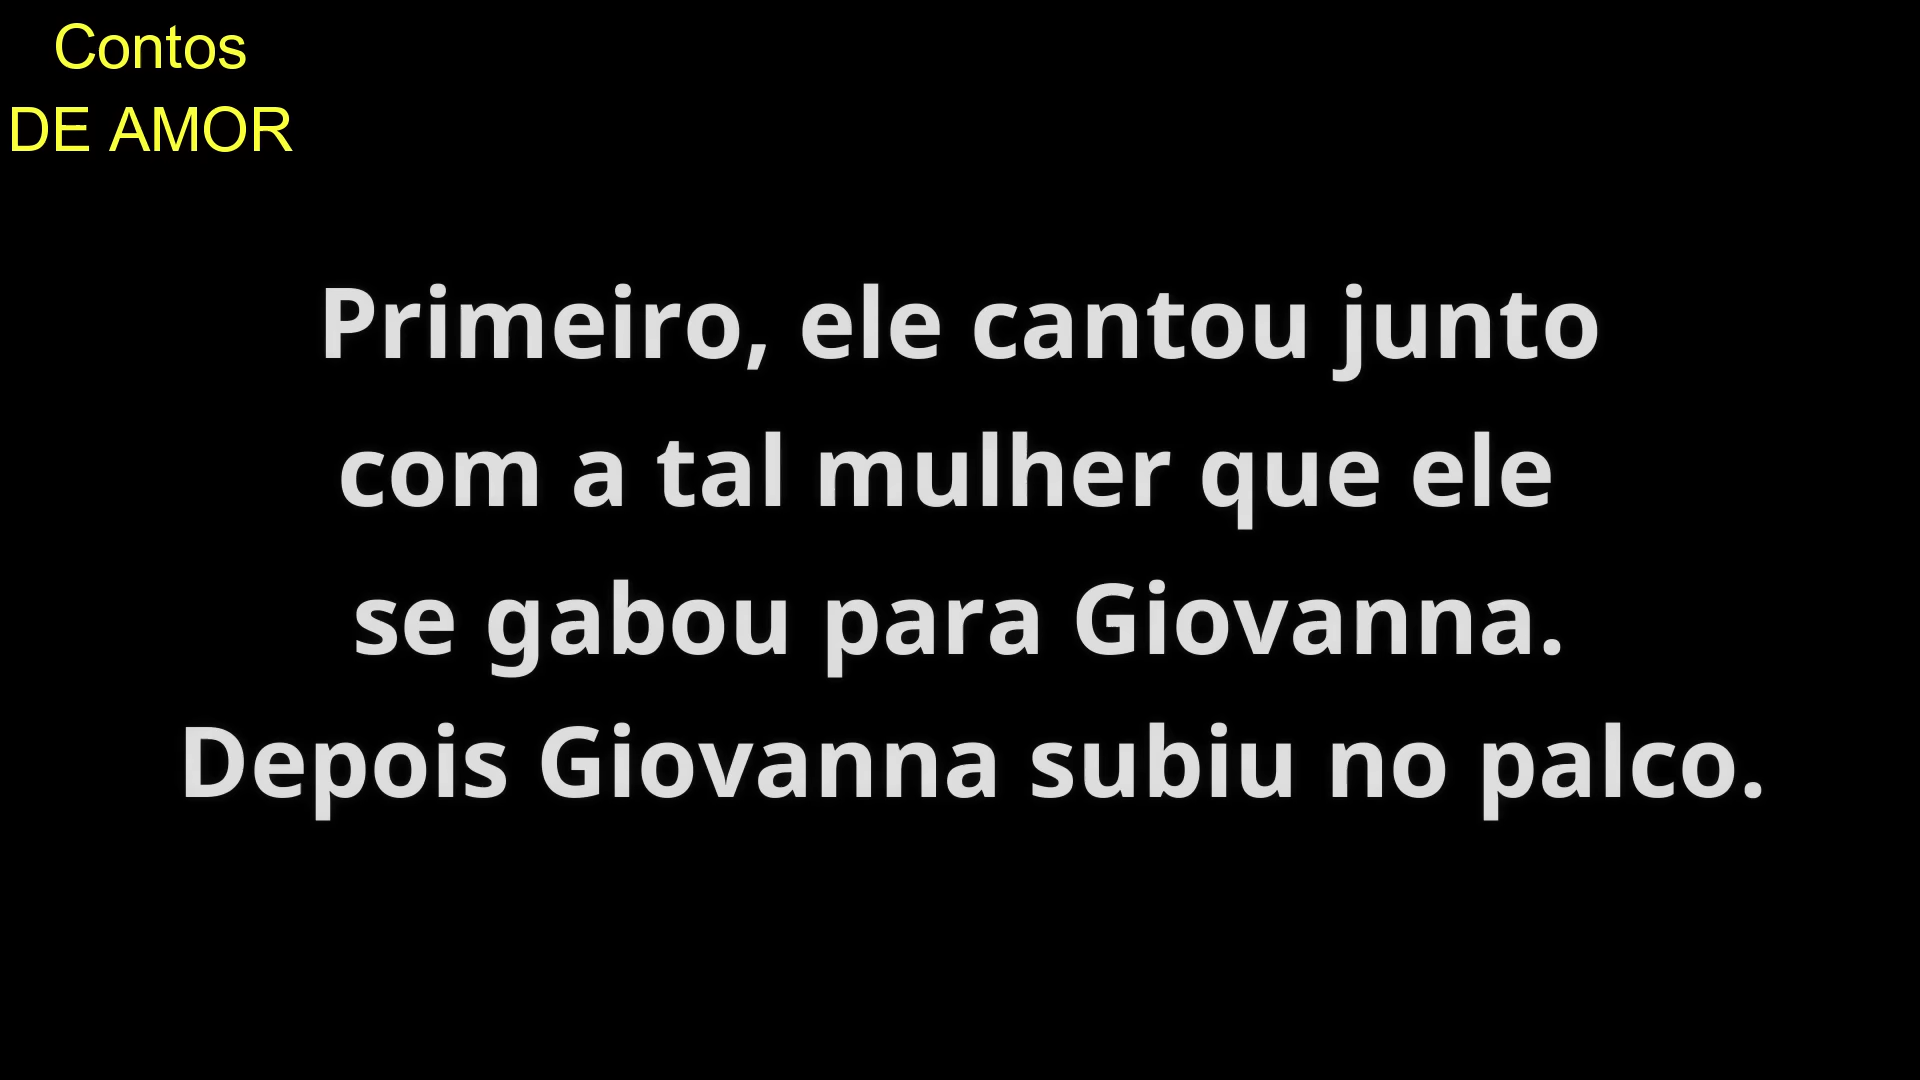 Contos
DE AMOR
Primeiro, ele cantou junto
com a tal mulher que ele
se gabou para Giovanna.
Depois Giovanna subiu no palco.